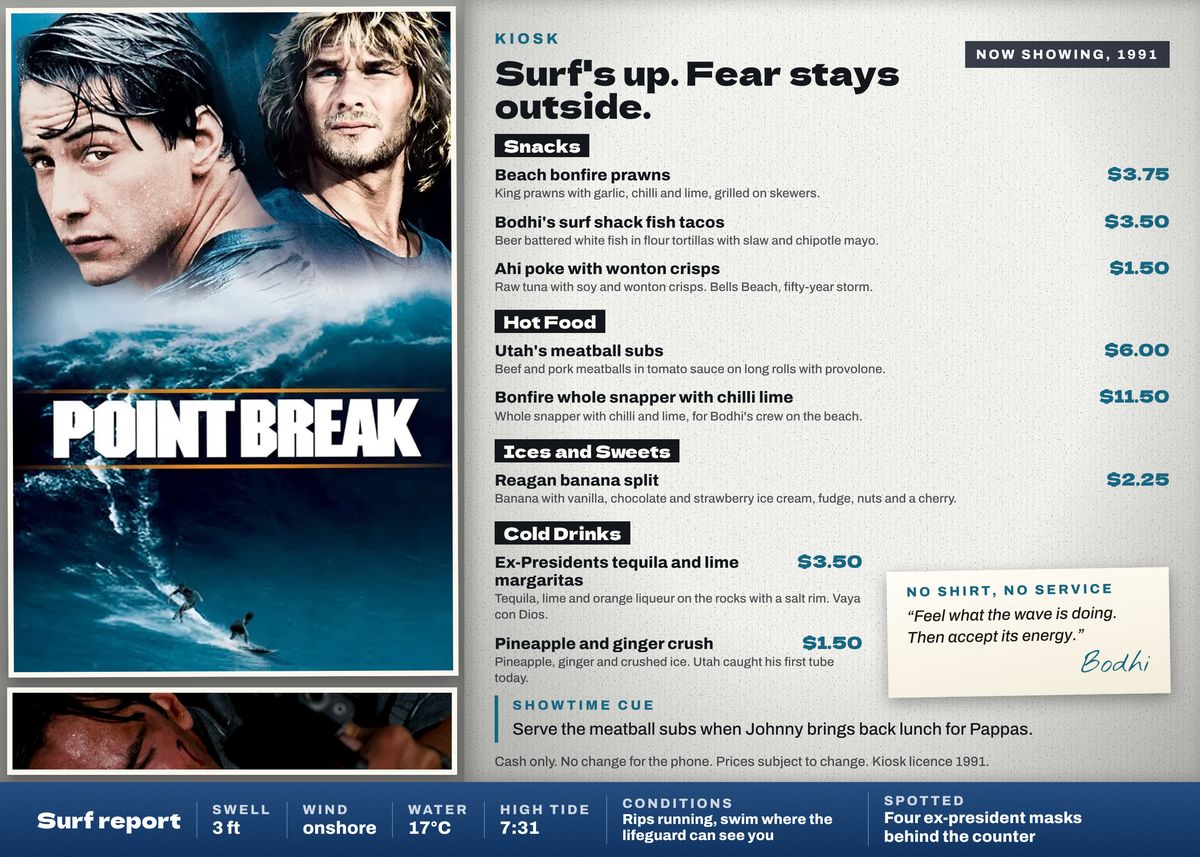 POINT BREAK
KIOSK
NOW SHOWING, 1991
Surf's up. Fear stays
outside.
Snacks
Beach bonfire prawns $3.75
King prawns with garlic, chilli and lime, grilled on skewers.
Bodhi's surf shack fish tacos $3.50
Beer battered white fish in flour tortillas with slaw and chipotle mayo.
Ahi poke with wonton crisps $1.50
Raw tuna with soy and wonton crisps. Bells Beach, fifty-year storm.
Hot Food
Utah's meatball subs $6.00
Beef and pork meatballs in tomato sauce on long rolls with provolone.
Bonfire whole snapper with chilli lime $11.50
Whole snapper with chilli and lime, for Bodhi's crew on the beach.
Ices and Sweets
Reagan banana split $2.25
Banana with vanilla, chocolate and strawberry ice cream, fudge, nuts and a cherry.
Cold Drinks
Ex-Presidents tequila and lime $3.50
margaritas
Tequila, lime and orange liqueur on the rocks with a salt rim. Vaya
con Dios.
Pineapple and ginger crush $1.50
Pineapple, ginger and crushed ice. Utah caught his first tube
today.
NO SHIRT, NO SERVICE
“Feel what the wave is doing.
Then accept its energy.”
Bodhi
SHOWTIME CUE
Serve the meatball subs when Johnny brings back lunch for Pappas.
Cash only. No change for the phone. Prices subject to change. Kiosk licence 1991.
Surf report
SWELL
3 ft
WIND
onshore
WATER
17°C
HIGH TIDE
7:31
CONDITIONS
Rips running, swim where the
lifeguard can see you
SPOTTED
Four ex-president masks
behind the counter